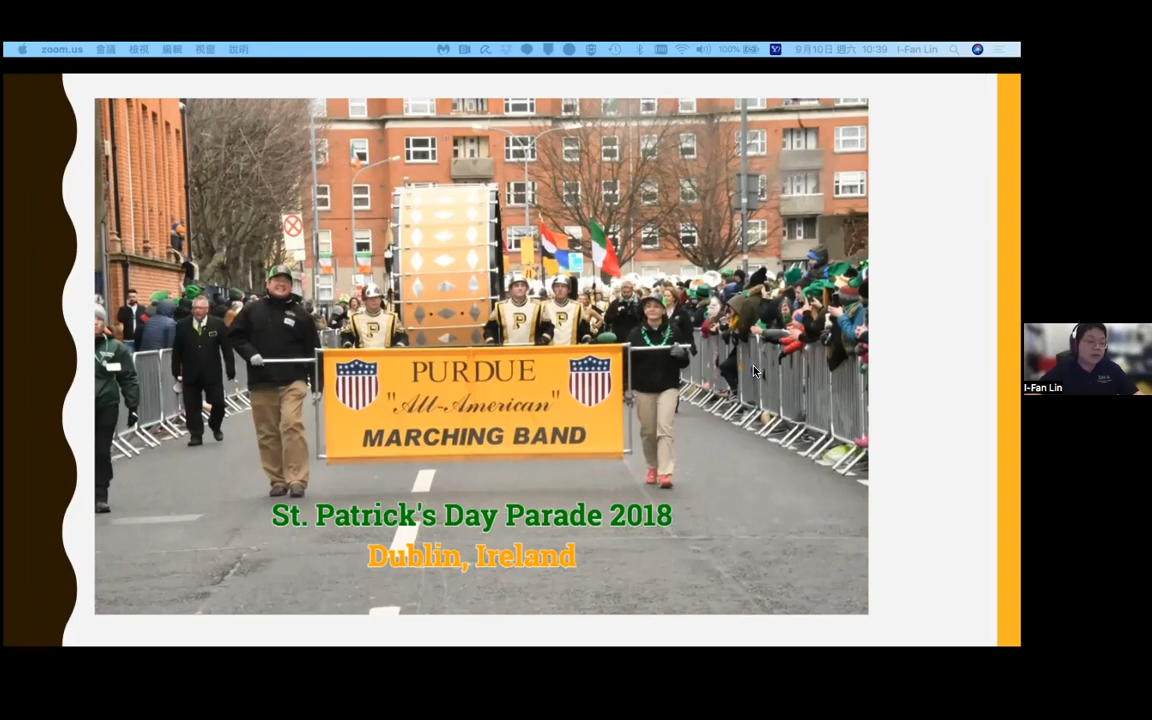 zoom.us 會議 檢視 編輯 視窗 說明 100% 9月10日 週六 10:39 I-Fan Lin
PURDUE
"All-American"
MARCHING BAND
P P P
St. Patrick's Day Parade 2018
Dublin, Ireland
I-Fan Lin